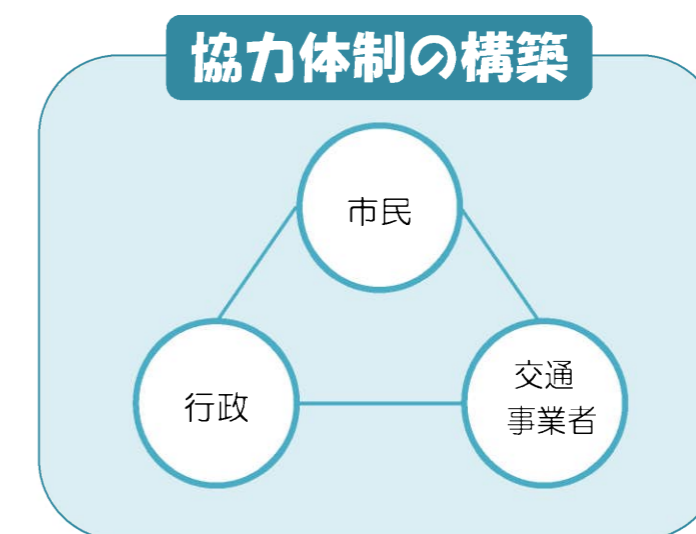 協力体制の構築
市民
行政
交通
事業者